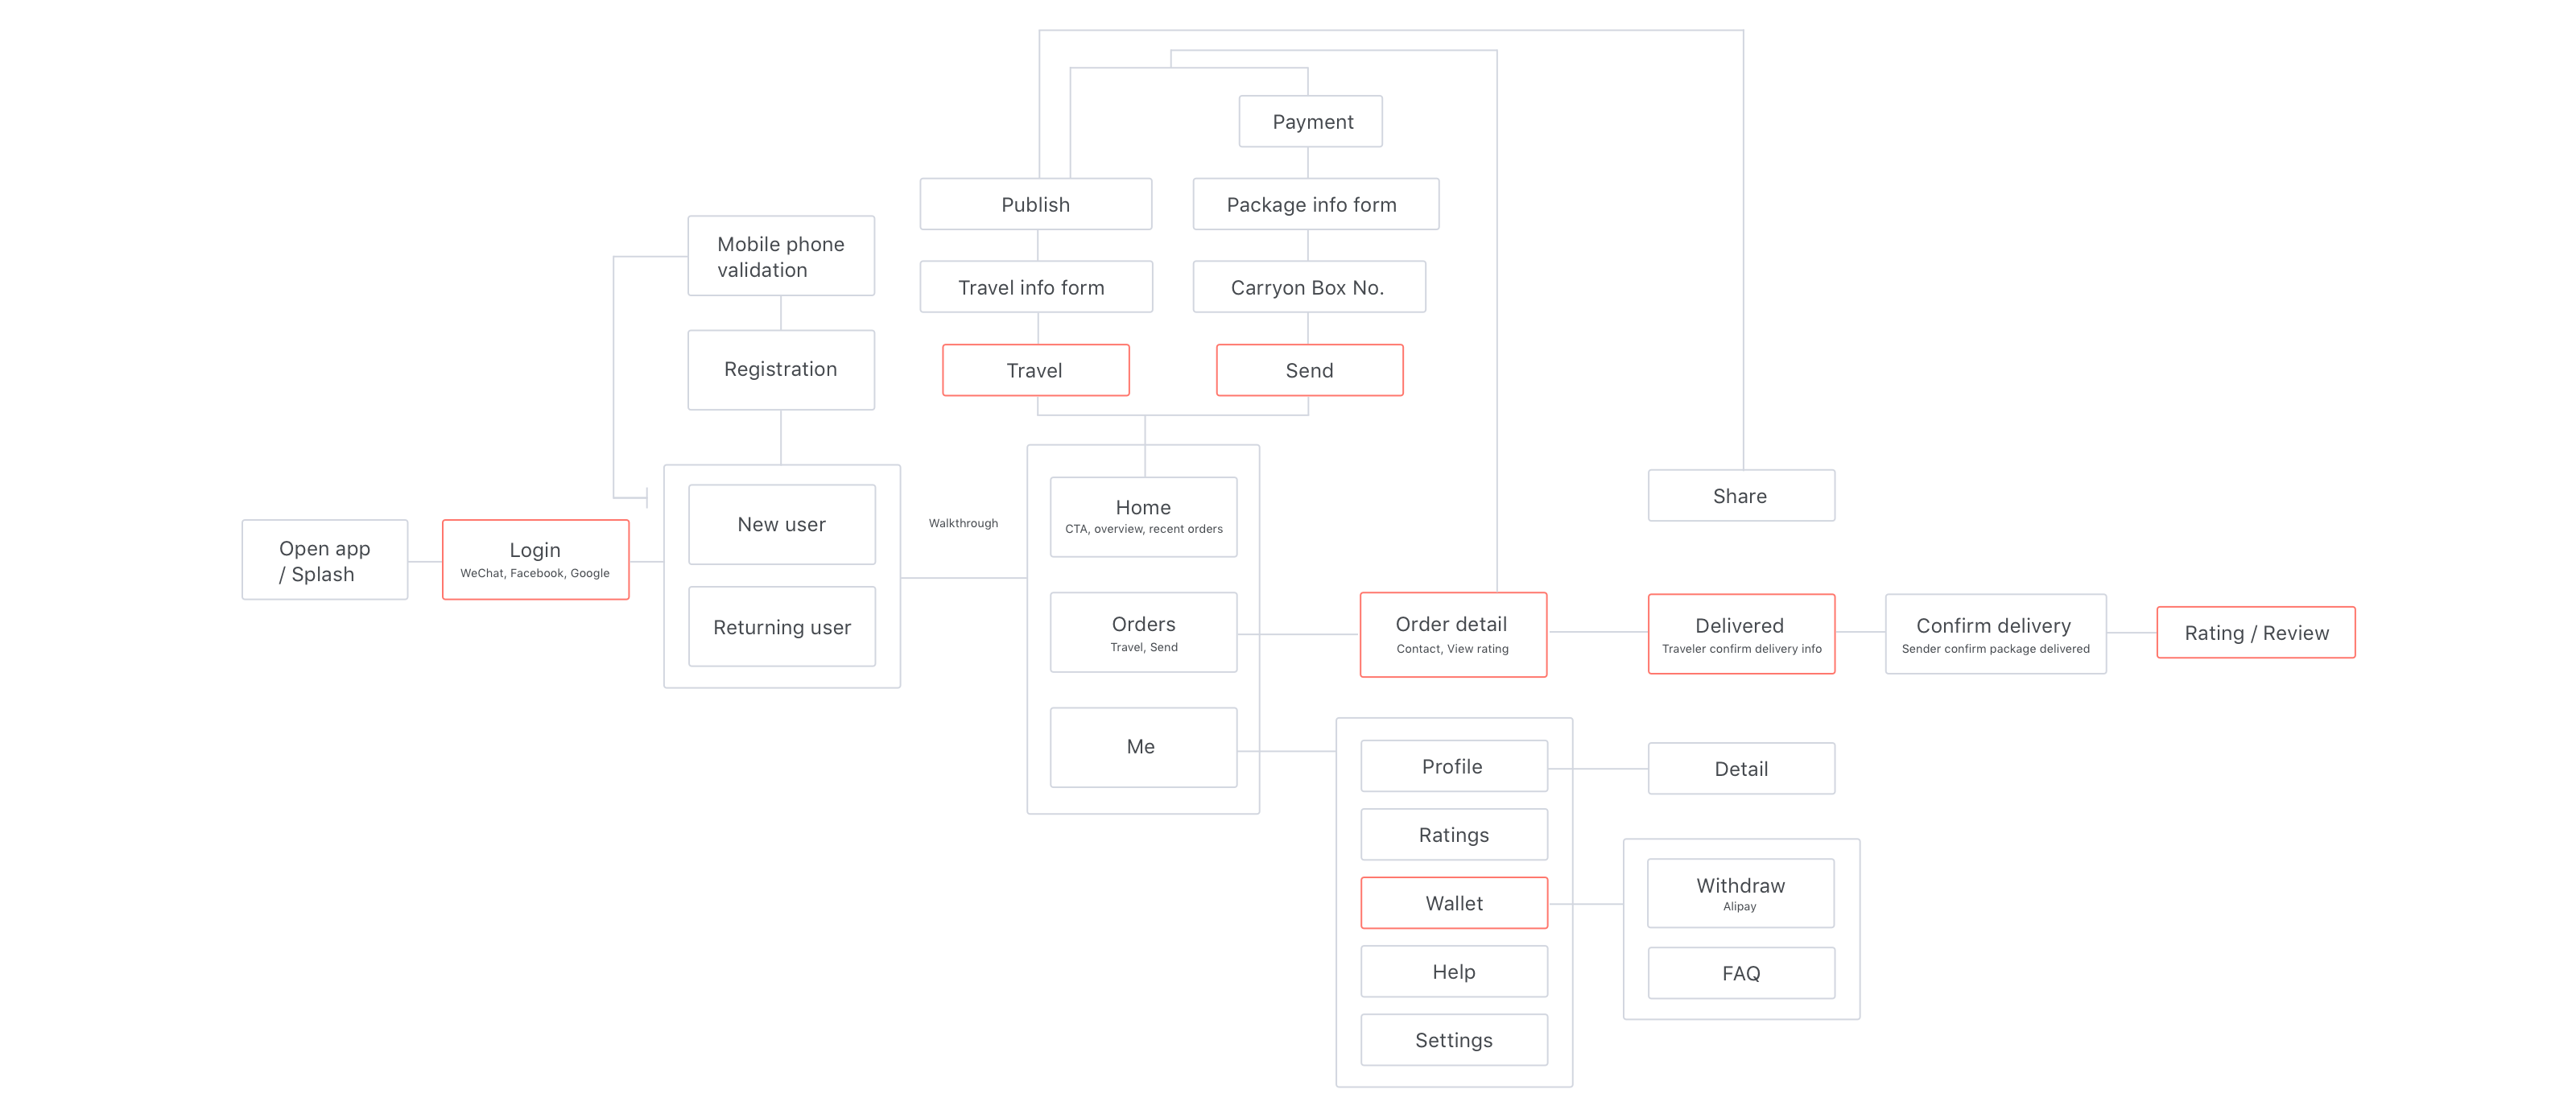 Payment
Publish
Package info form
Mobile phone
validation
Travel info form
Carryon Box No.
Registration
Travel
Send
Share
Home
CTA, overview, recent orders
New user
Walkthrough
Open app
/ Splash
Login
WeChat, Facebook, Google
Returning user
Orders
Travel, Send
Order detail
Contact, View rating
Delivered
Traveler confirm delivery info
Confirm delivery
Sender confirm package delivered
Rating / Review
Me
Profile
Detail
Ratings
Wallet
Withdraw
Alipay
Help
FAQ
Settings